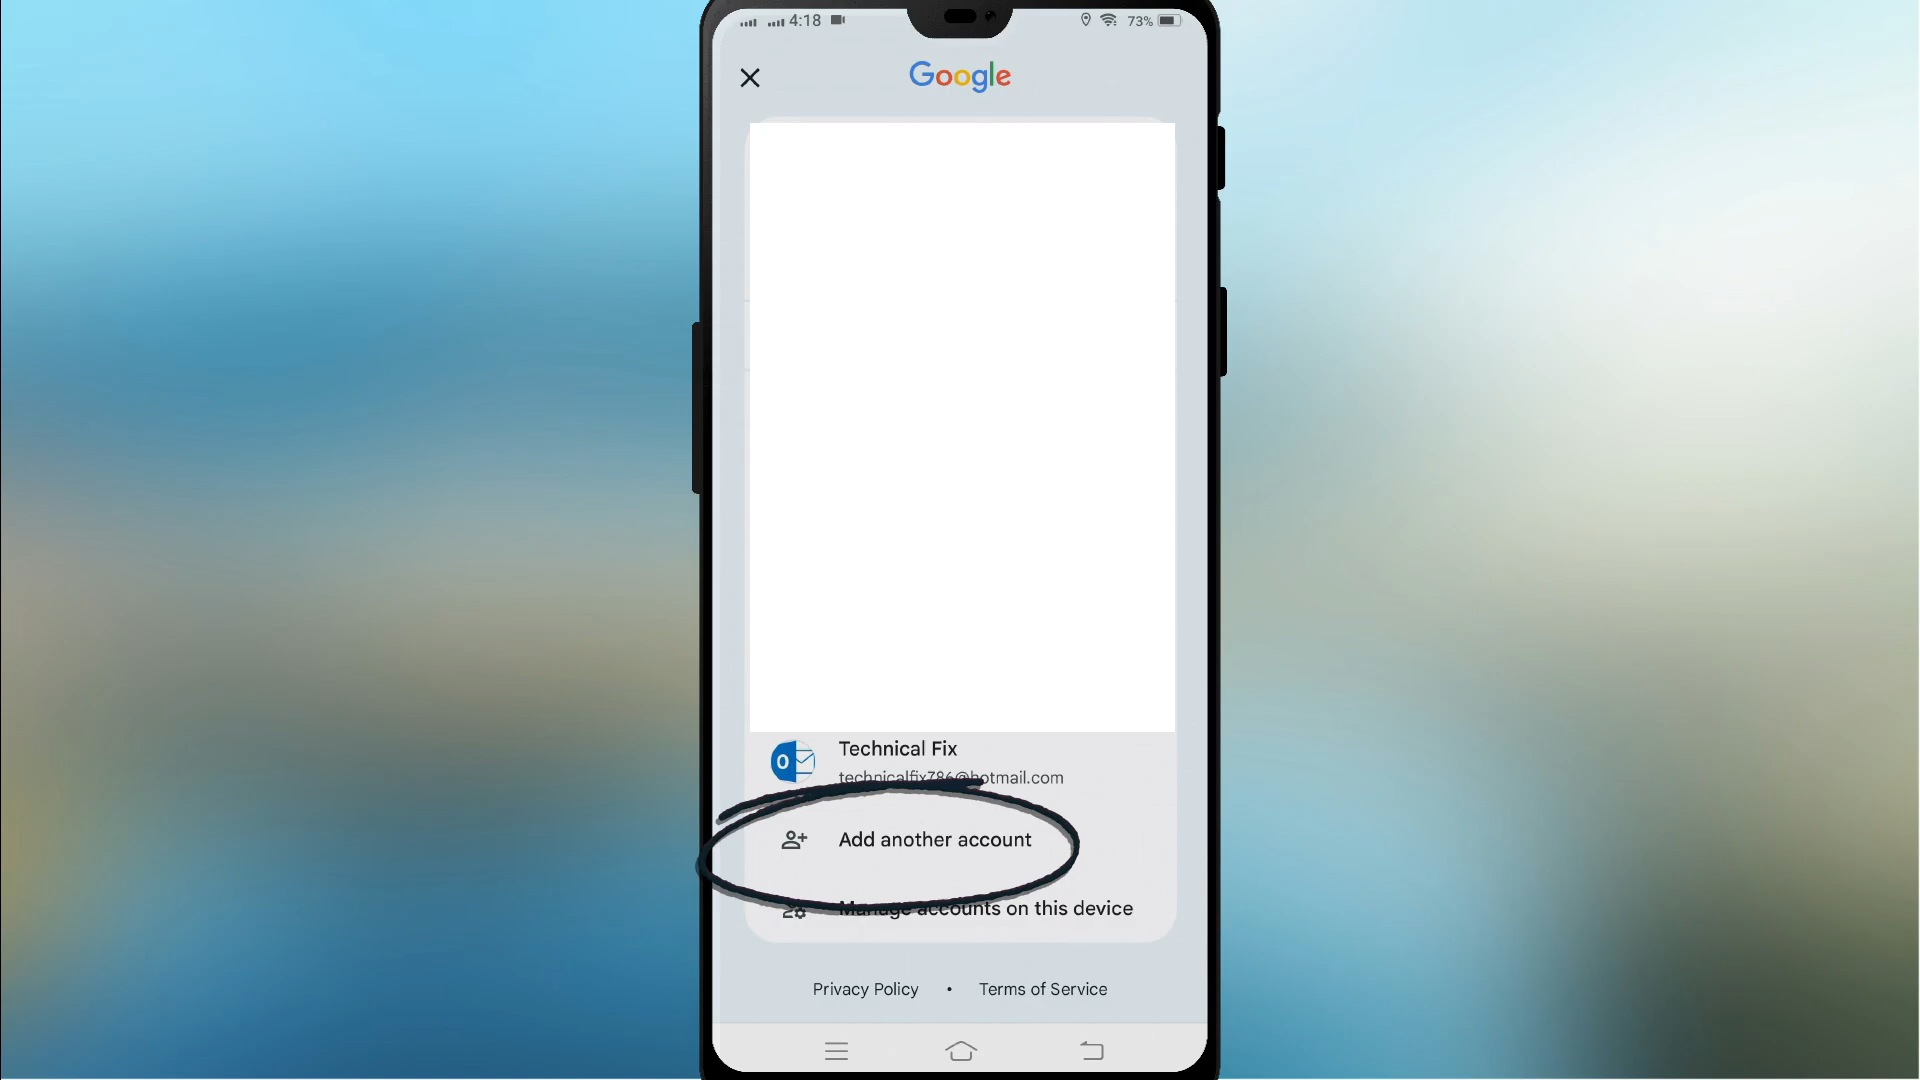 4:18
73%
Google
Technical Fix
technicalfix786@hotmail.com
Add another account
Manage accounts on this device
Privacy Policy • Terms of Service